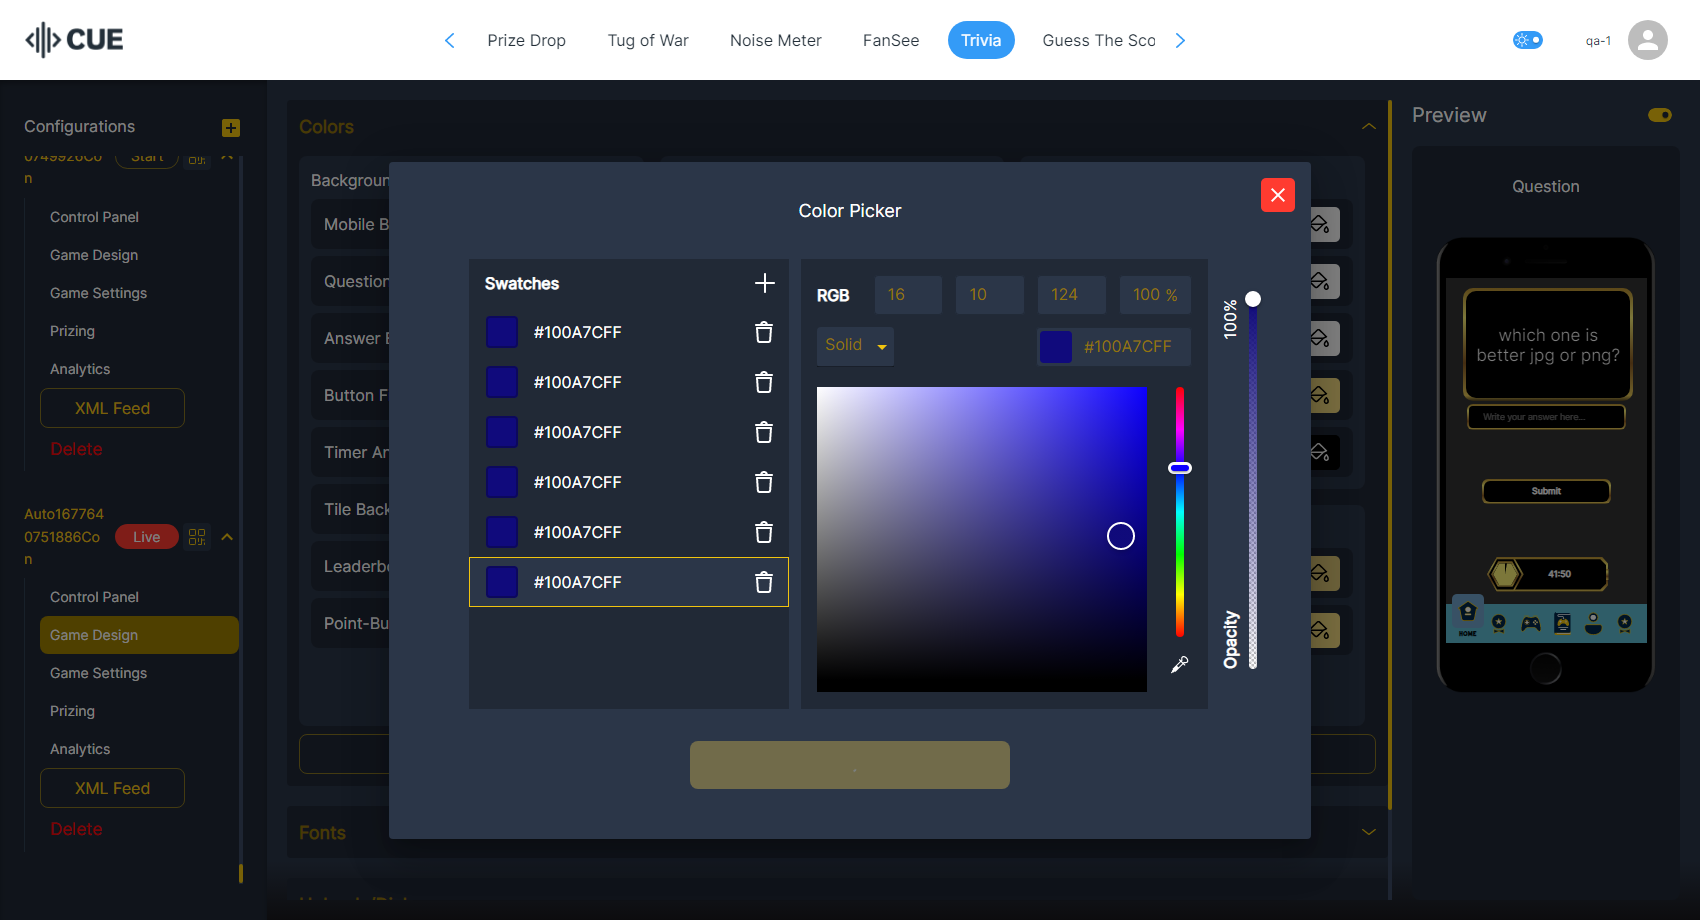 CUE
Prize Drop
Tug of War
Noise Meter
FanSee
Trivia
Guess The Sco
qa-1
Configurations
0749926Co
n
Start
Control Panel
Game Design
Game Settings
Prizing
Analytics
XML Feed
Delete
Auto167764
0751886Co
n
Live
Control Panel
Game Design
Game Settings
Prizing
Analytics
XML Feed
Delete
Colors
Backgroun
Mobile B
Question
Answer
Button F
Timer An
Tile Back
Leaderb
Point-Bu
Fonts
Color Picker
Swatches
#100A7CFF
#100A7CFF
#100A7CFF
#100A7CFF
#100A7CFF
#100A7CFF
RGB
16
10
124
100 %
Solid
#100A7CFF
100%
Opacity
Preview
Question
which one is
better jpg or png?
Write your answer here...
Submit
41:50
HOME